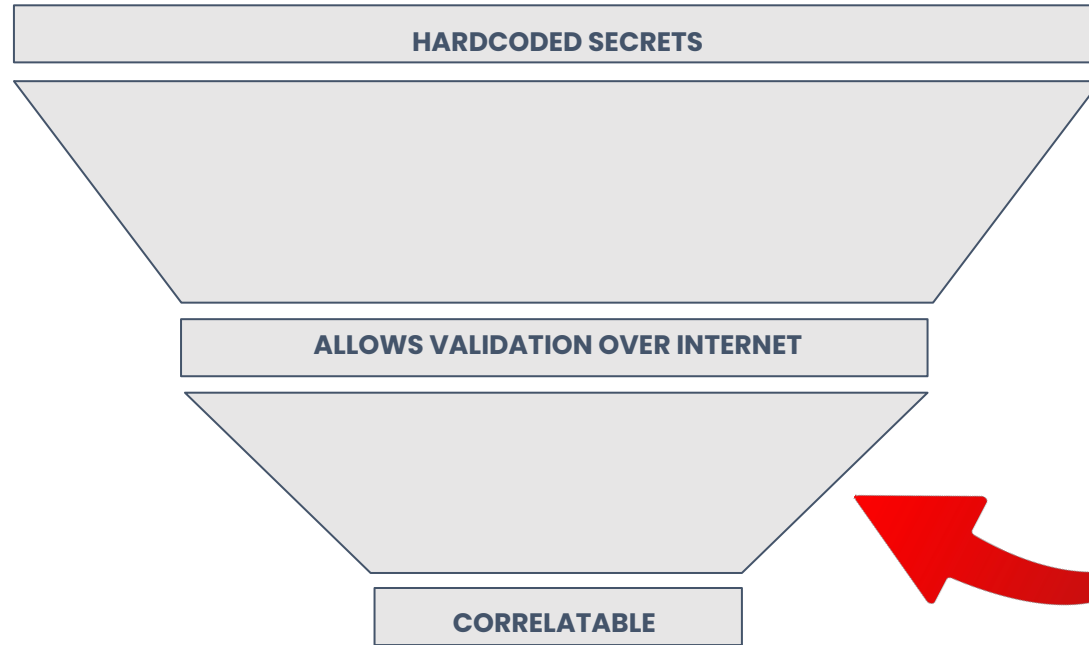 HARDCODED SECRETS
ALLOWS VALIDATION OVER INTERNET
CORRELATABLE